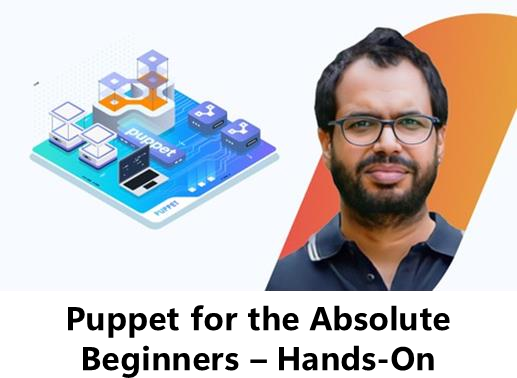 puppet
PUPPET
Puppet for the Absolute
Beginners – Hands-On